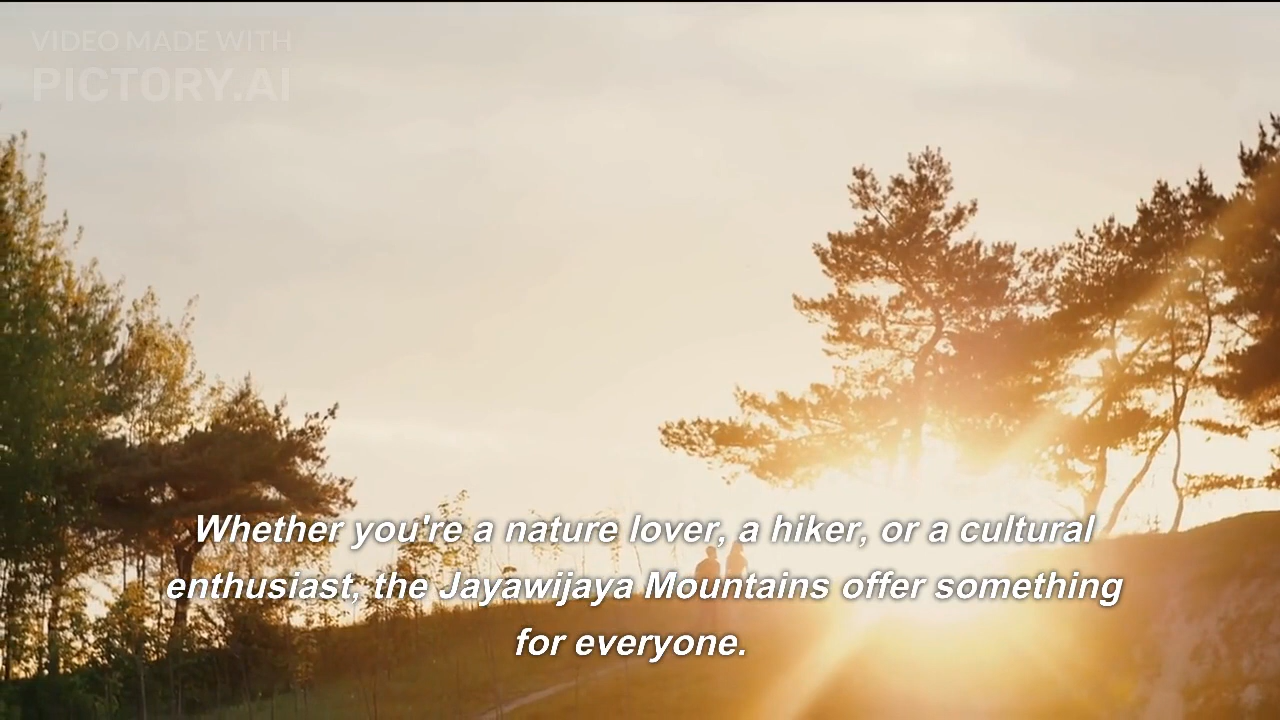 VIDEO MADE WITH
PICTORY.AI
Whether you're a nature lover, a hiker, or a cultural
enthusiast, the Jayawijaya Mountains offer something
for everyone.